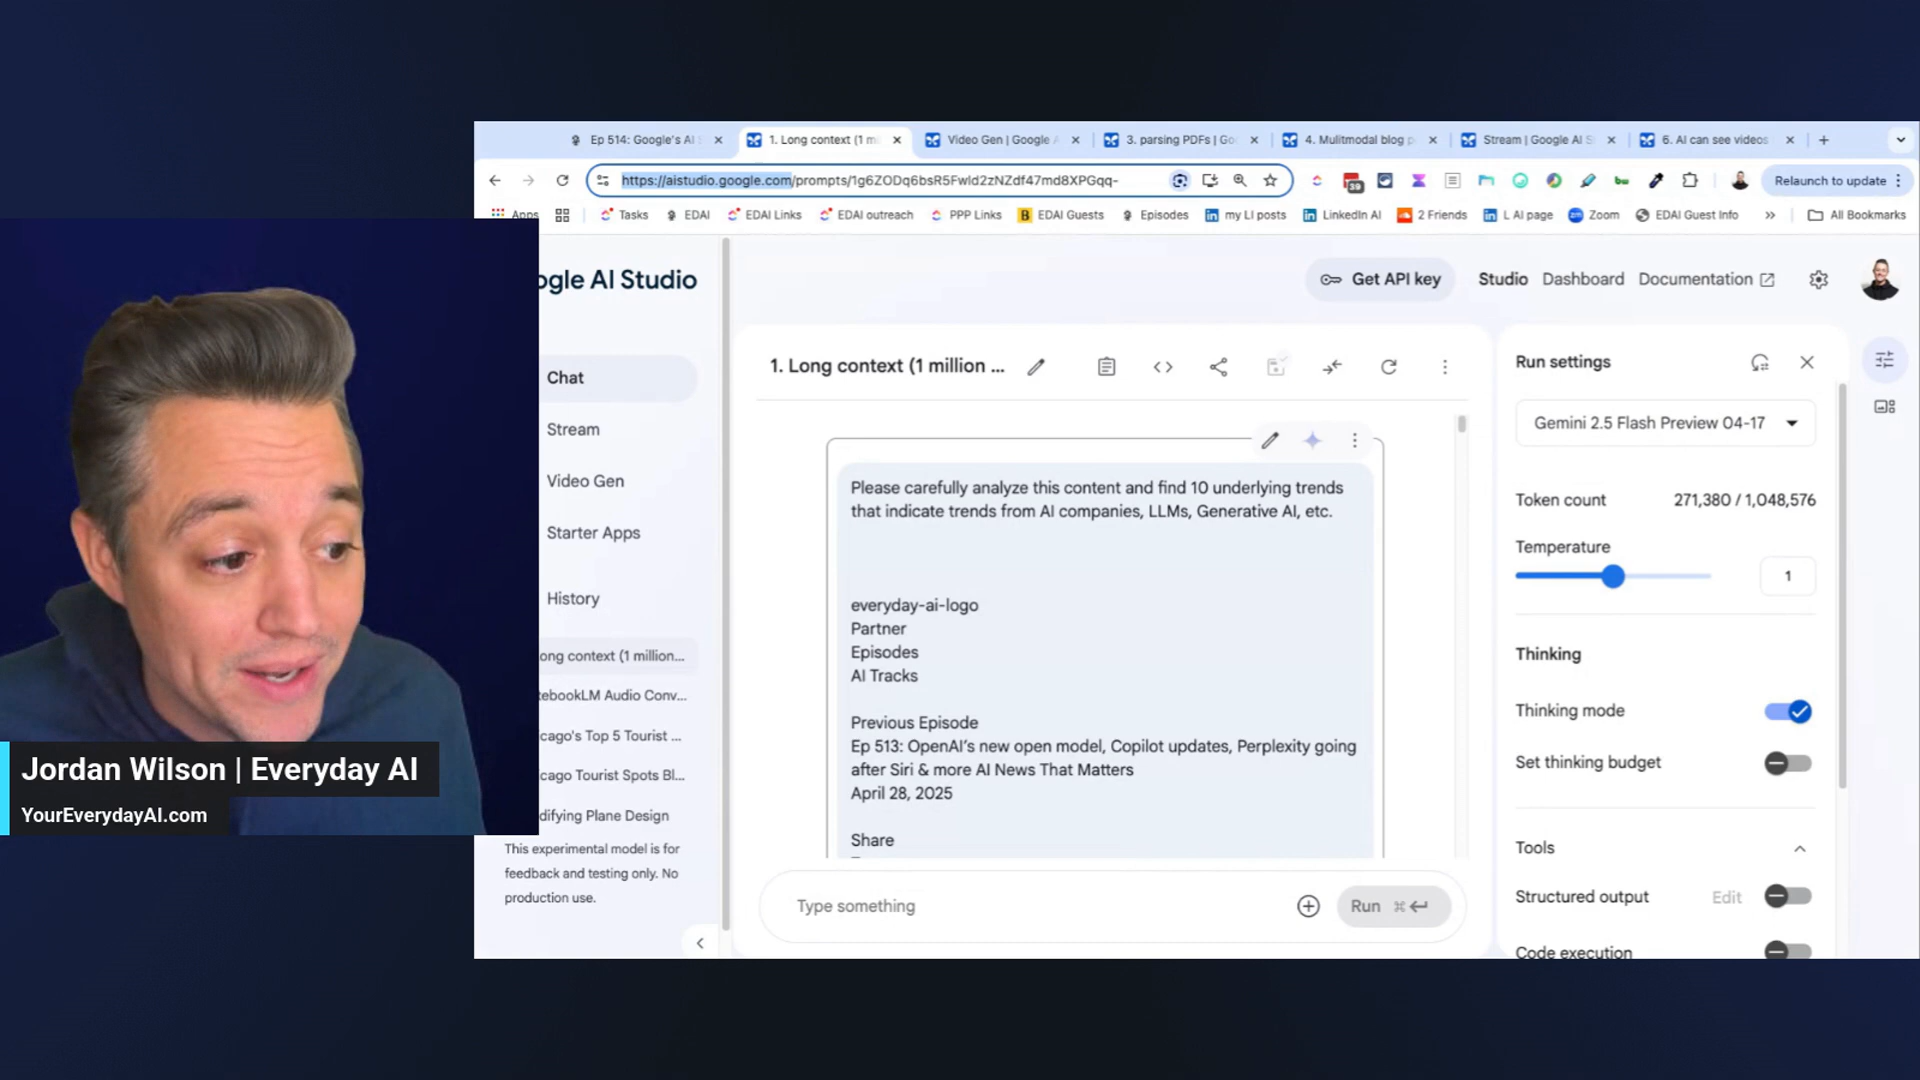 Ep 514: Google's AI S
1. Long context (1 mi
Video Gen | Google A
3. parsing PDFs | Go
4. Mulitmodal blog p
Stream | Google AI S
6. AI can see videos
https://aistudio.google.com/prompts/1g6ZODq6bsR5Fwld2zNZdf47md8XPGqq-
39
Relaunch to update
Apps
Tasks
EDAI
EDAI Links
EDAI outreach
PPP Links
B
EDAI Guests
Episodes
my LI posts
LinkedIn AI
2 Friends
L AI page
Zoom
EDAI Guest Info
All Bookmarks
ogle AI Studio
Get API key
Studio
Dashboard
Documentation
Chat
Stream
Video Gen
Starter Apps
History
ong context (1 million...
tebookLM Audio Conv...
cago's Top 5 Tourist ...
cago Tourist Spots Bl...
difying Plane Design
This experimental model is for
feedback and testing only. No
production use.
1. Long context (1 million ...
Please carefully analyze this content and find 10 underlying trends
that indicate trends from AI companies, LLMs, Generative AI, etc.
everyday-ai-logo
Partner
Episodes
AI Tracks
Previous Episode
Ep 513: OpenAI's new open model, Copilot updates, Perplexity going
after Siri & more AI News That Matters
April 28, 2025
Share
Type something
Run ⌘ ↵
Run settings
Gemini 2.5 Flash Preview 04-17
Token count 271,380 / 1,048,576
Temperature
1
Thinking
Thinking mode
Set thinking budget
Tools
Structured output Edit
Code execution
Jordan Wilson | Everyday AI
YourEverydayAI.com